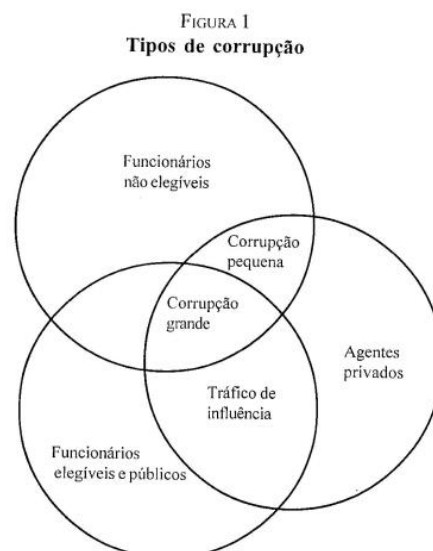 FIGURA 1
Tipos de corrupção
Funcionários
não elegíveis
Corrupção
pequena
Corrupção
grande
Agentes
privados
Tráfico de
influência
Funcionários
elegíveis e públicos